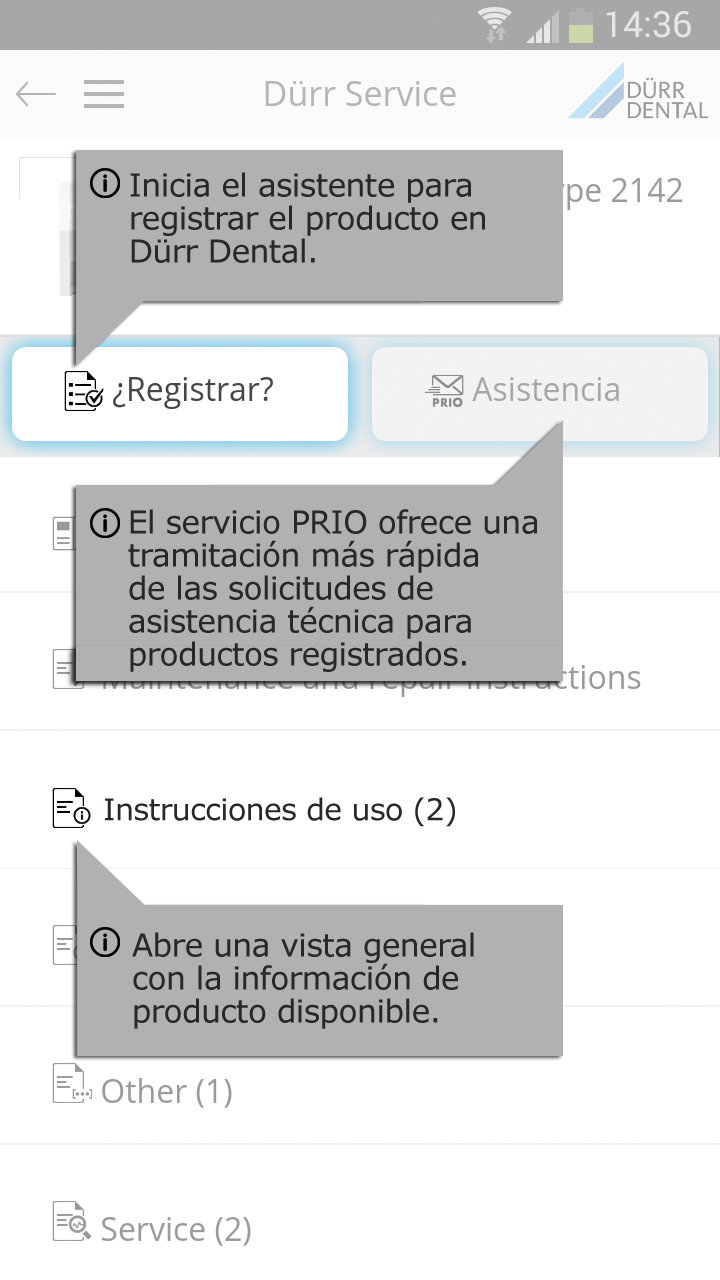 14:36
Dürr Service
DÜRR
DENTAL
ype 2142
Inicia el asistente para
registrar el producto en
Dürr Dental.
¿Registrar?
PRIO
Asistencia
El servicio PRIO ofrece una
tramitación más rápida
de las solicitudes de
asistencia técnica para
productos registrados.
Maintenance and repair instructions
Instrucciones de uso (2)
Abre una vista general
con la información de
producto disponible.
Other (1)
Service (2)